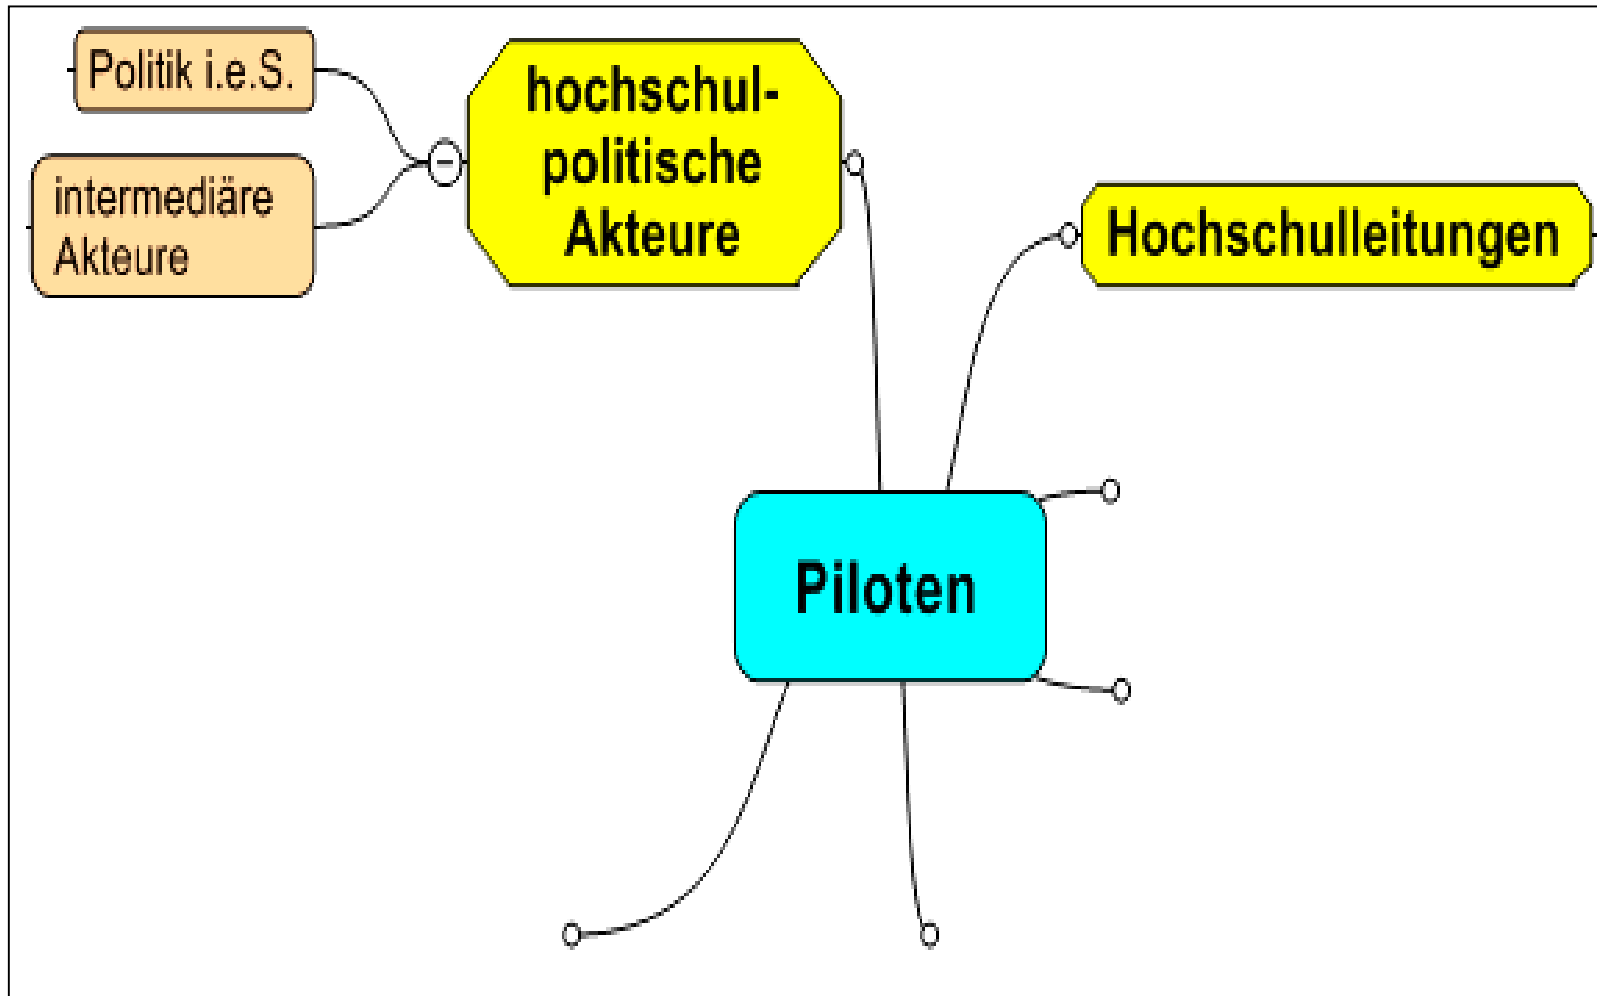 Politik i.e.S.
intermediäre
Akteure
hochschul-
politische
Akteure
Hochschulleitungen
Piloten